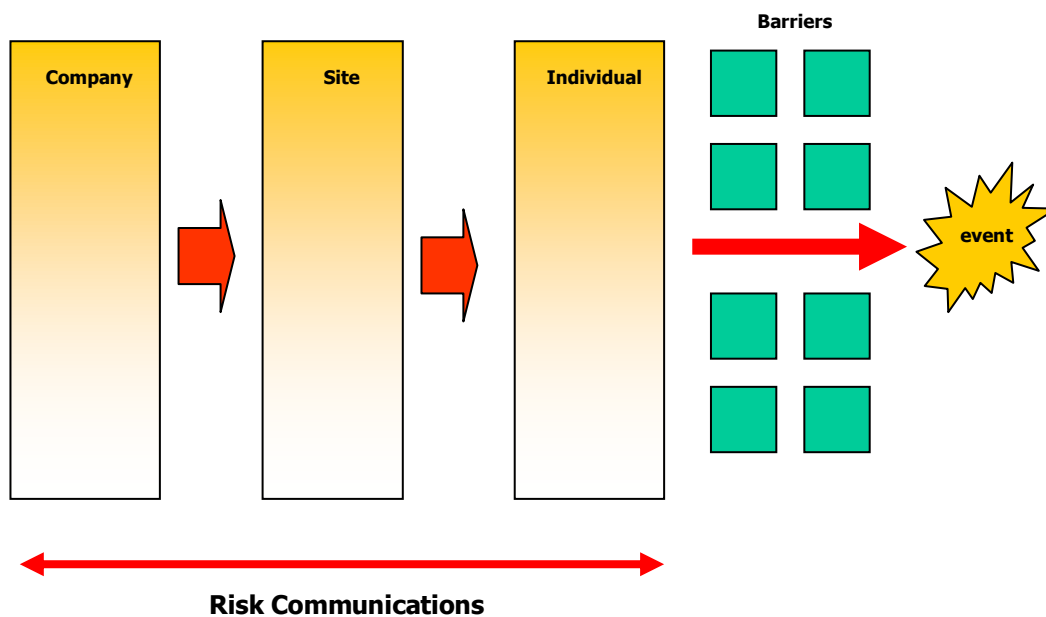 Barriers
Company
Site
Individual
event
Risk Communications